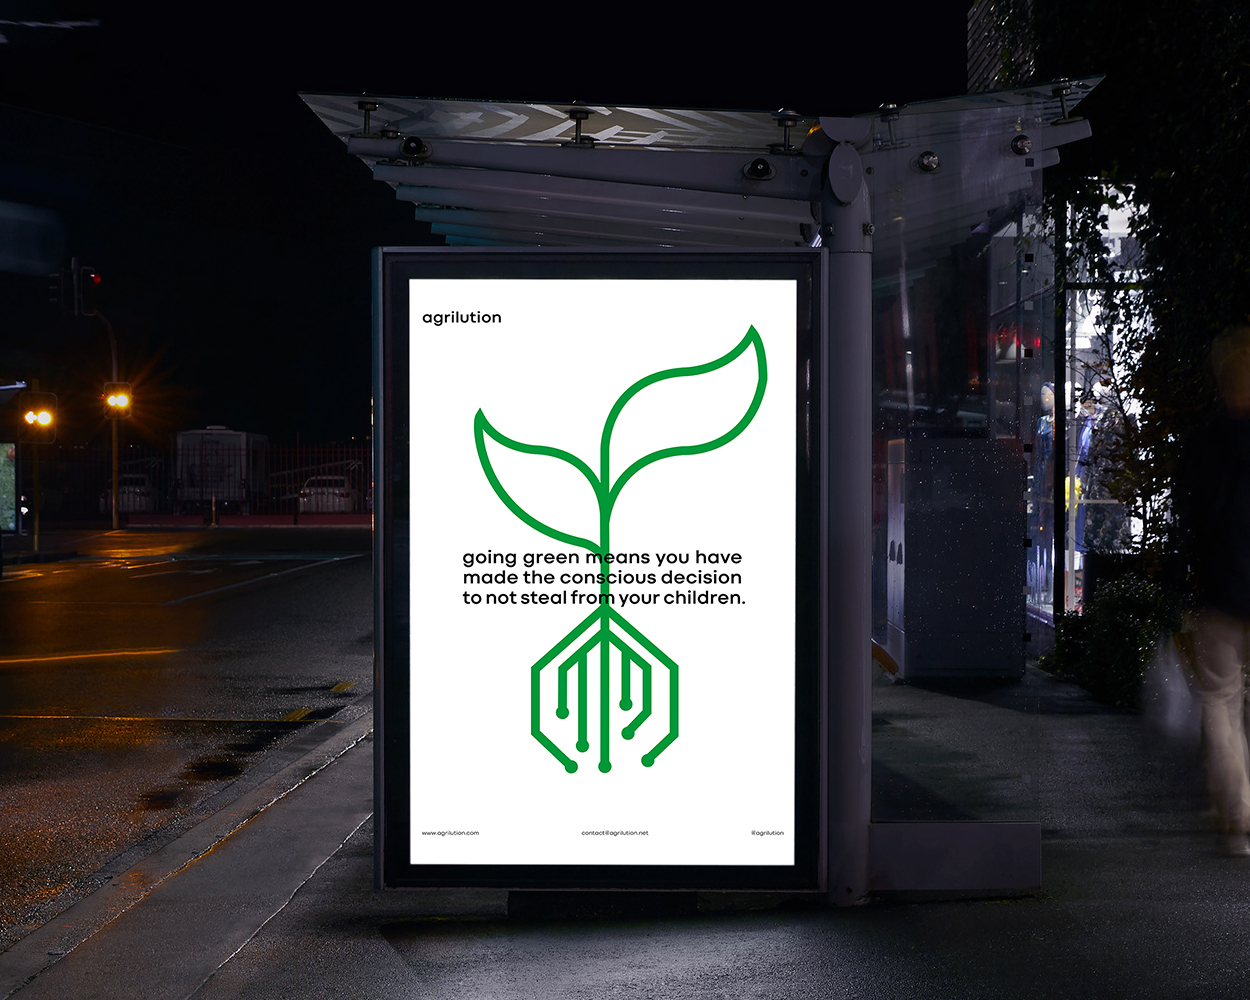 agrilution
going green means you have
made the conscious decision
to not steal from your children.
www.agrilution.com
contact@agrilution.net
@agrilution